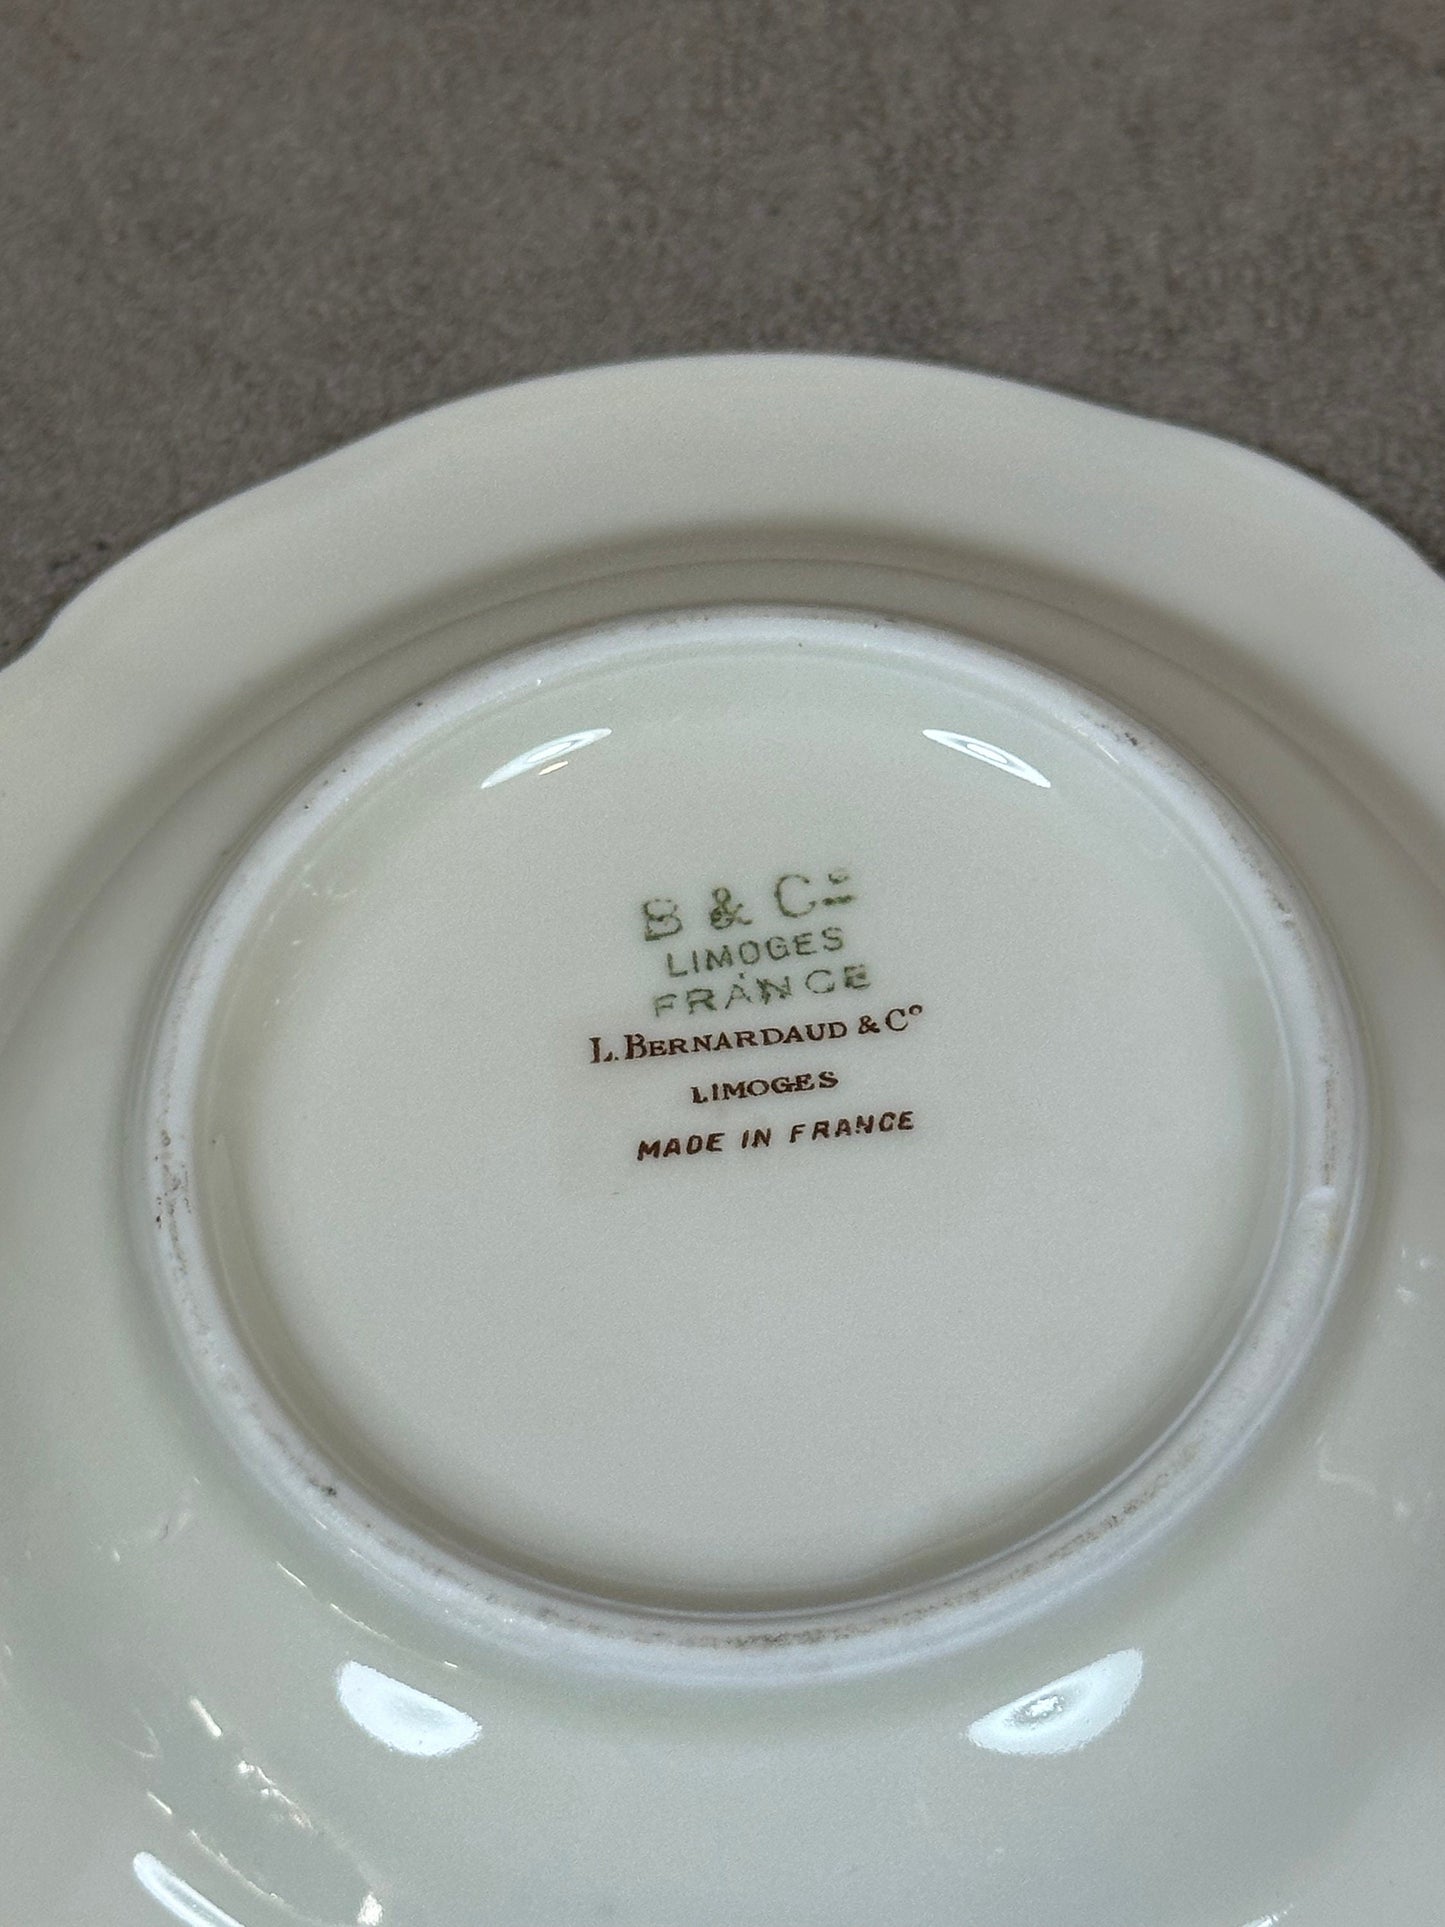 B & Cº
LIMOGES
FRANCE
L. BERNARDAUD & Cº
LIMOGES
MADE IN FRANCE